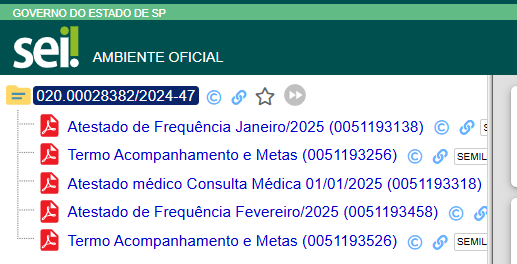 GOVERNO DO ESTADO DE SP
sei! AMBIENTE OFICIAL
020.00028382/2024-47
Atestado de Frequência Janeiro/2025 (0051193138)
Termo Acompanhamento e Metas (0051193256) SEMIL
Atestado médico Consulta Médica 01/01/2025 (0051193318)
Atestado de Frequência Fevereiro/2025 (0051193458)
Termo Acompanhamento e Metas (0051193526) SEMIL